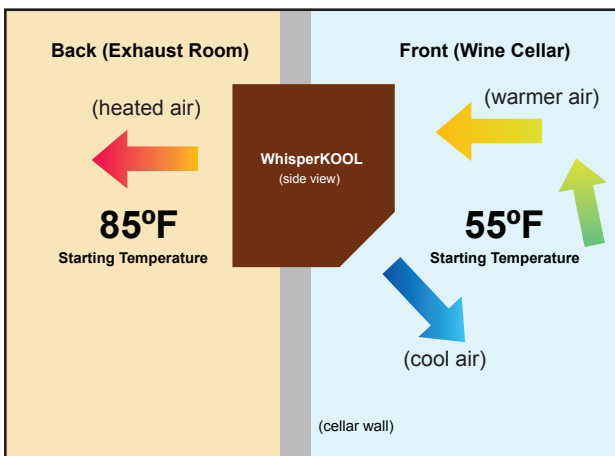 Back (Exhaust Room)
Front (Wine Cellar)
(heated air)
(warmer air)
WhisperKOOL
(side view)
85ºF
Starting Temperature
55ºF
Starting Temperature
(cool air)
(cellar wall)